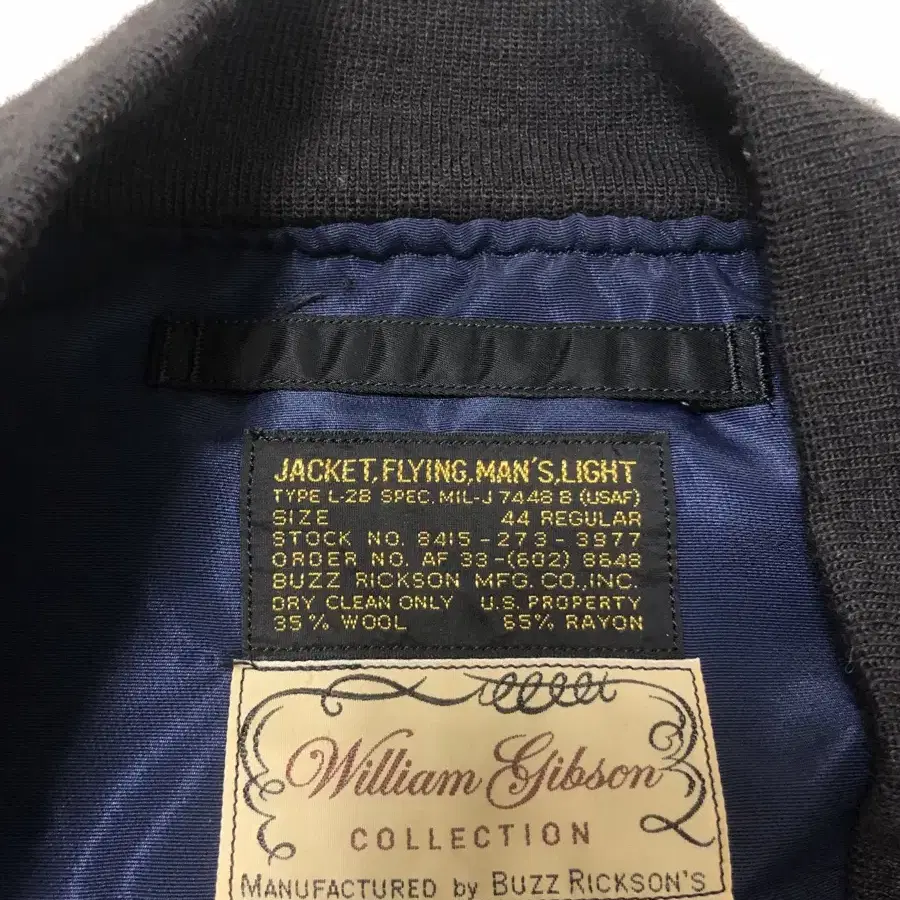 JACKET, FLYING, MAN'S, LIGHT
TYPE L-2B SPEC. MIL-J 7448 B (USAF)
SIZE 44 REGULAR
STOCK NO. 8415-273-3977
ORDER NO. AF 33-(602) 8648
BUZZ RICKSON MFG. CO., INC.
DRY CLEAN ONLY U.S. PROPERTY
35% WOOL 65% RAYON
William Gibson
COLLECTION
MANUFACTURED by BUZZ RICKSON'S